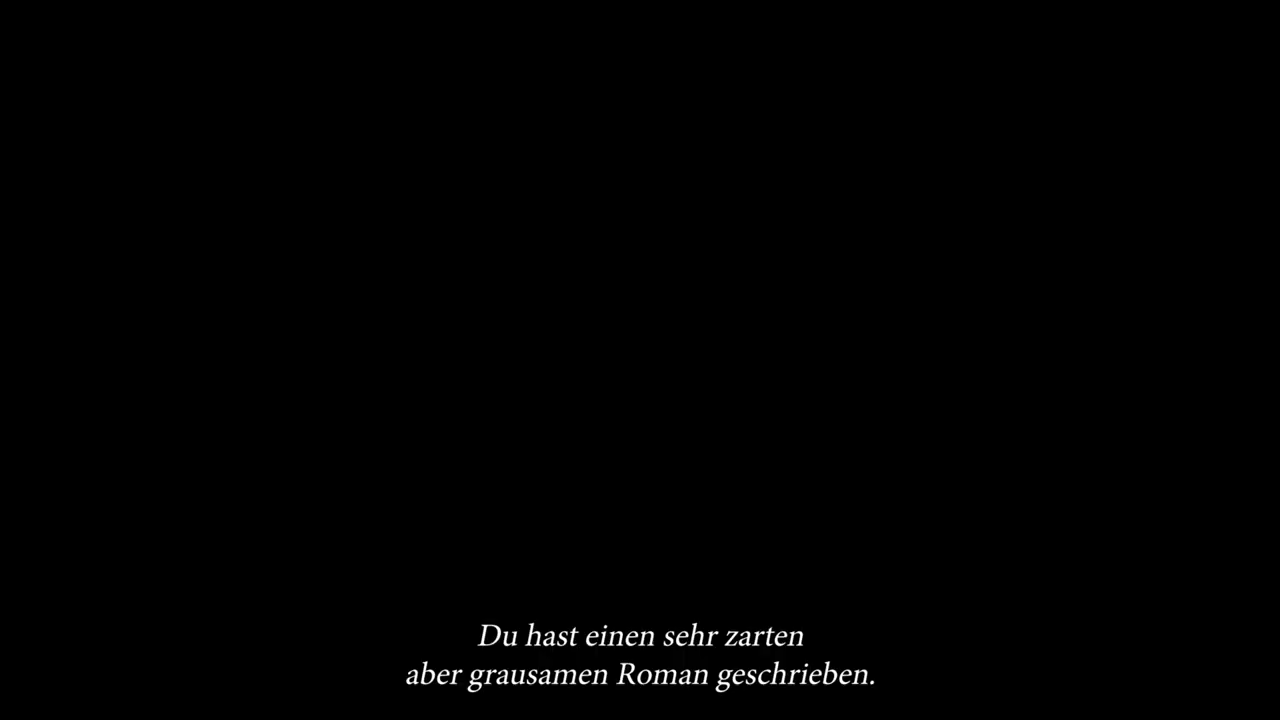 Du hast einen sehr zarten
aber grausamen Roman geschrieben.